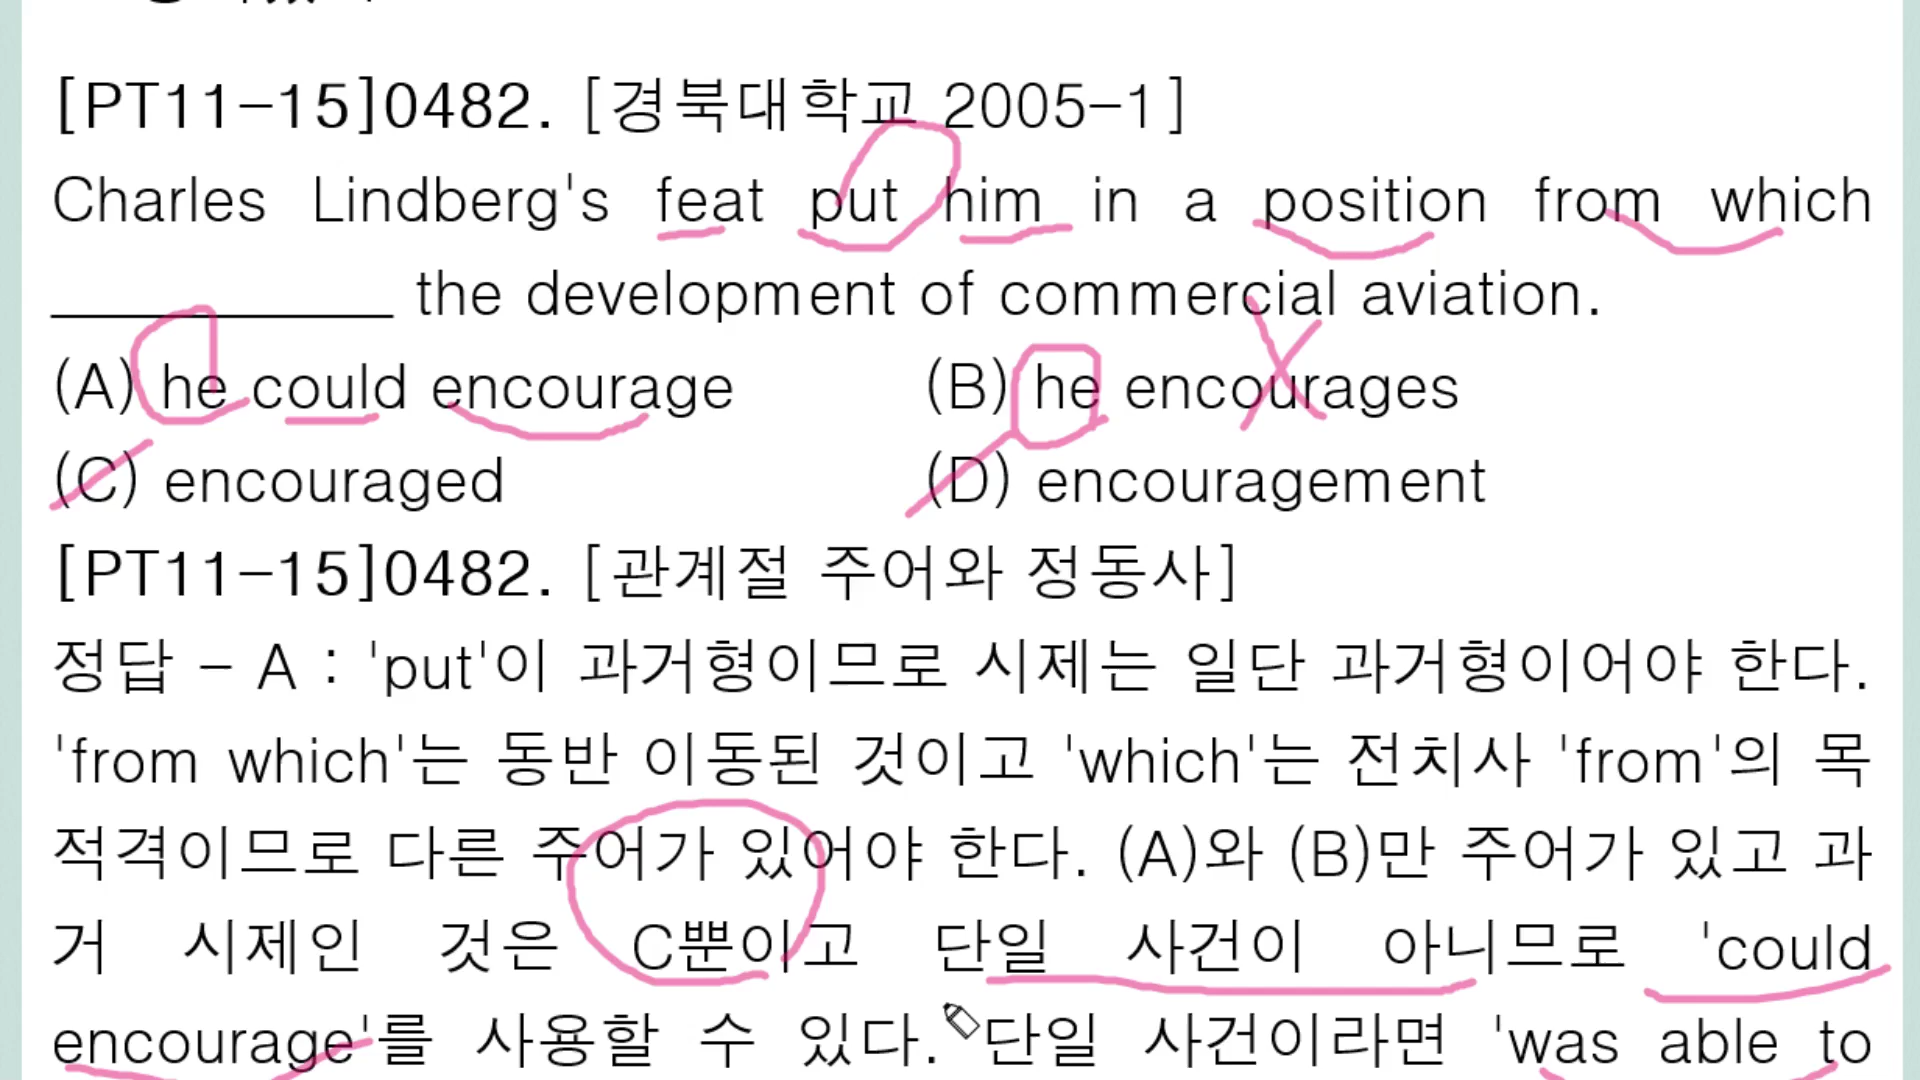 [PT11-15]0482. [경북대학교 2005-1]
Charles Lindberg's feat put him in a position from which
__________ the development of commercial aviation.
(A) he could encourage (B) he encourages
(C) encouraged (D) encouragement
[PT11-15]0482. [관계절 주어와 정동사]
정답 - A : 'put'이 과거형이므로 시제는 일단 과거형이어야 한다.
'from which'는 동반 이동된 것이고 'which'는 전치사 'from'의 목
적격이므로 다른 주어가 있어야 한다. (A)와 (B)만 주어가 있고 과
거 시제인 것은 C뿐이고 단일 사건이 아니므로 'could
encourage'를 사용할 수 있다. 단일 사건이라면 'was able to